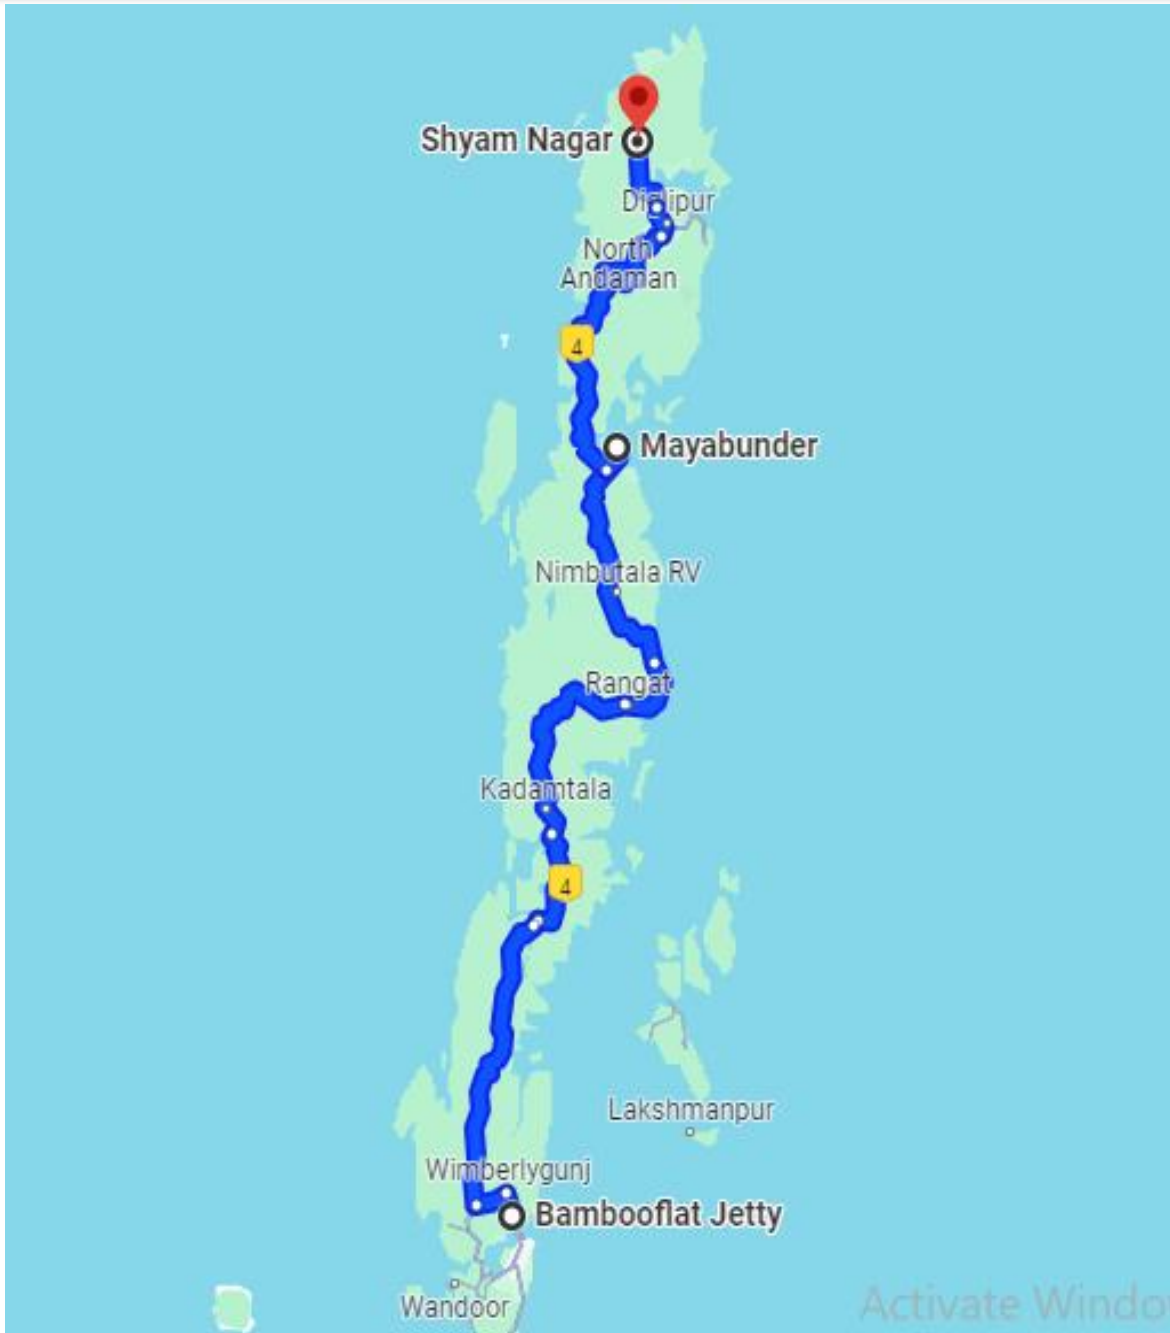 Shyam Nagar
Diglipur
North
Andaman
4
Mayabunder
Nimbutala RV
Rangat
Kadamtala
4
Lakshmanpur
Wimberlygunj
Bambooflat Jetty
Wandoor
Activate Windo